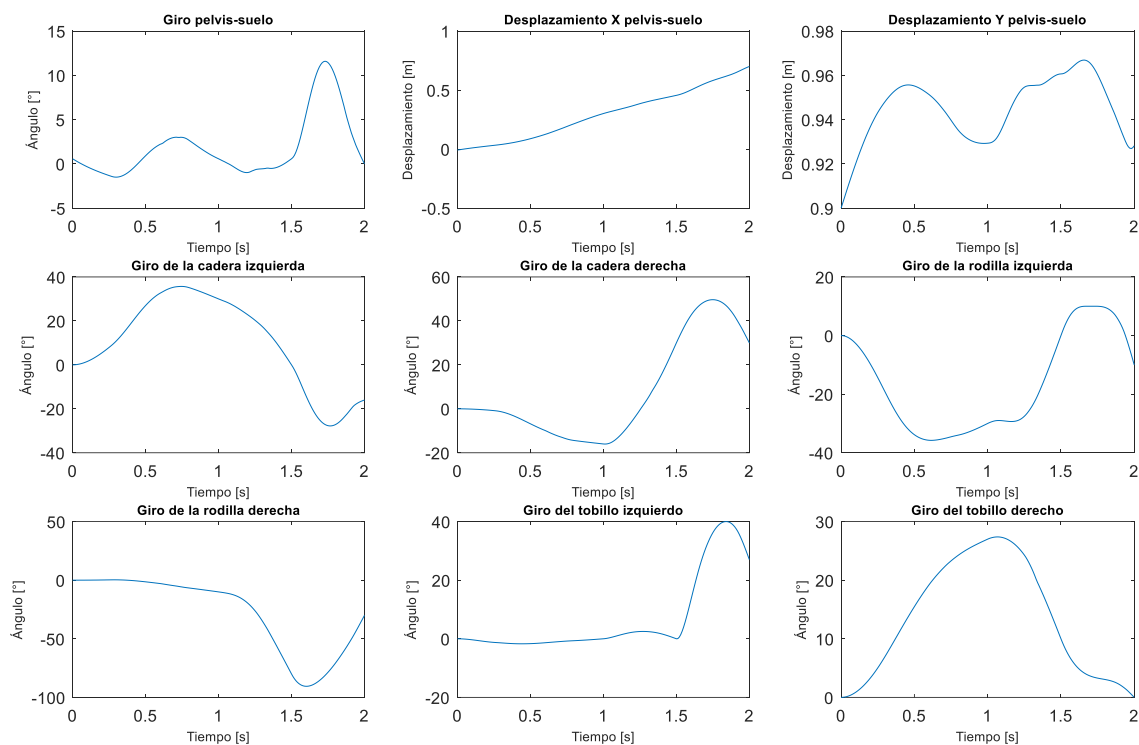 Giro pelvis-suelo
15
10
5
0
-5
Ángulo [°]
0 0.5 1 1.5 2
Tiempo [s]
Desplazamiento X pelvis-suelo
1
0.5
0
-0.5
Desplazamiento [m]
0 0.5 1 1.5 2
Tiempo [s]
Desplazamiento Y pelvis-suelo
0.98
0.96
0.94
0.92
0.9
Desplazamiento [m]
0 0.5 1 1.5 2
Tiempo [s]
Giro de la cadera izquierda
40
20
0
-20
-40
Ángulo [°]
0 0.5 1 1.5 2
Tiempo [s]
Giro de la cadera derecha
60
40
20
0
-20
Ángulo [°]
0 0.5 1 1.5 2
Tiempo [s]
Giro de la rodilla izquierda
20
0
-20
-40
Ángulo [°]
0 0.5 1 1.5 2
Tiempo [s]
Giro de la rodilla derecha
50
0
-50
-100
Ángulo [°]
0 0.5 1 1.5 2
Tiempo [s]
Giro del tobillo izquierdo
40
20
0
-20
Ángulo [°]
0 0.5 1 1.5 2
Tiempo [s]
Giro del tobillo derecho
30
20
10
0
Ángulo [°]
0 0.5 1 1.5 2
Tiempo [s]